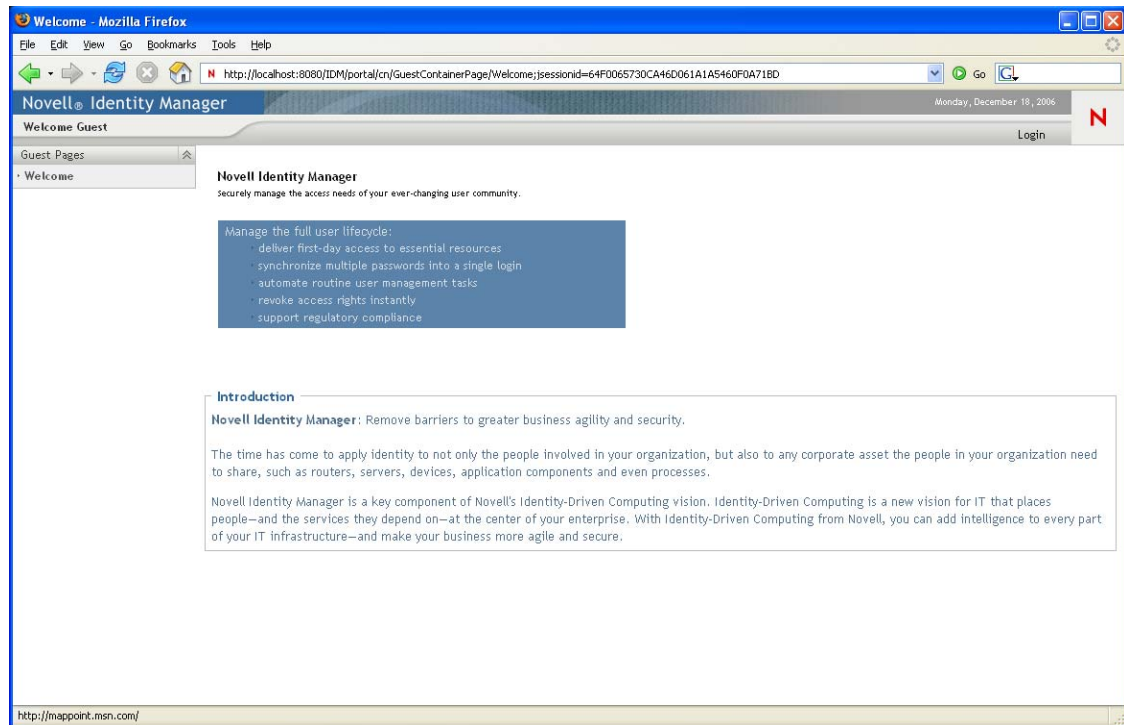 Welcome - Mozilla Firefox
File Edit View Go Bookmarks Tools Help
N http://localhost:8080/IDM/portal/cn/GuestContainerPage/Welcome;jsessionid=64F0065730CA46D061A1A5460F0A71BD Go G
Novell® Identity Manager Monday, December 18, 2006
N
Welcome Guest
Login
Guest Pages
· Welcome
Novell Identity Manager
Securely manage the access needs of your ever-changing user community.
Manage the full user lifecycle:
· deliver first-day access to essential resources
· synchronize multiple passwords into a single login
· automate routine user management tasks
· revoke access rights instantly
· support regulatory compliance
Introduction
Novell Identity Manager: Remove barriers to greater business agility and security.
The time has come to apply identity to not only the people involved in your organization, but also to any corporate asset the people in your organization need
to share, such as routers, servers, devices, application components and even processes.
Novell Identity Manager is a key component of Novell's Identity-Driven Computing vision. Identity-Driven Computing is a new vision for IT that places
people—and the services they depend on—at the center of your enterprise. With Identity-Driven Computing from Novell, you can add intelligence to every part
of your IT infrastructure—and make your business more agile and secure.
http://mappoint.msn.com/